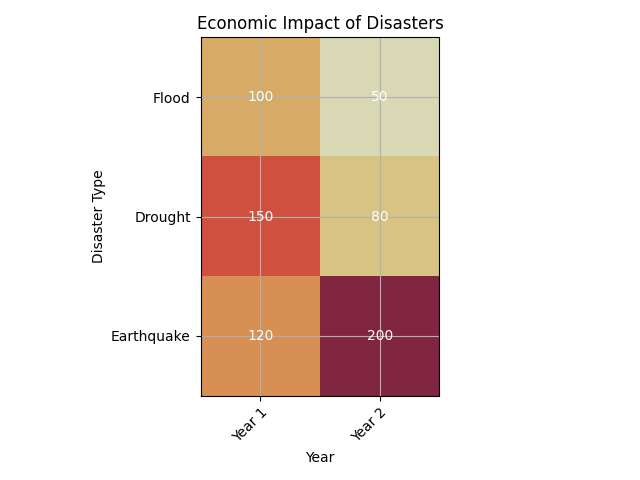 Economic Impact of Disasters
Flood
100
50
Disaster Type
Drought
150
80
Earthquake
120
200
Year 1
Year 2
Year